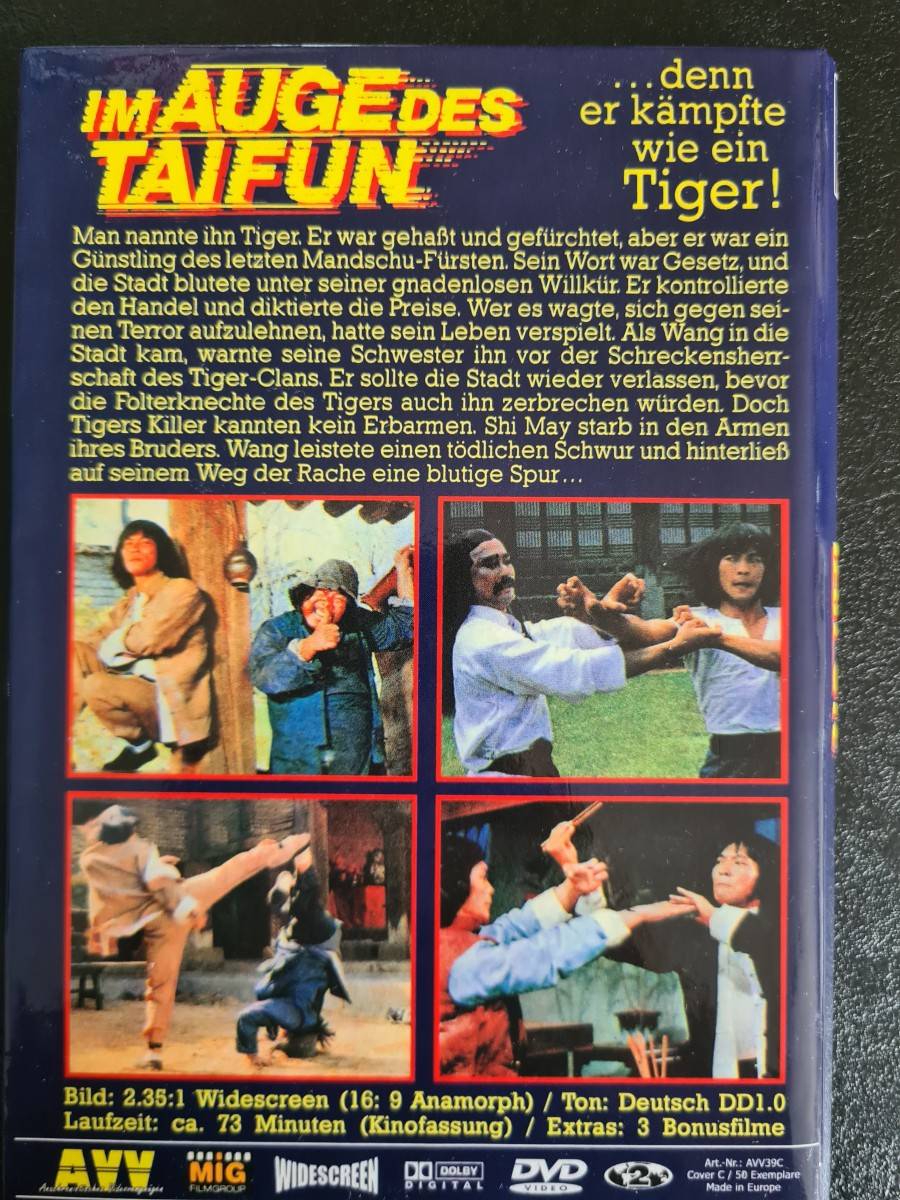 IM AUGE DES
TAIFUN
...denn
er kämpfte
wie ein
Tiger!
Man nannte ihn Tiger. Er war gehaßt und gefürchtet, aber er war ein
Günstling des letzten Mandschu-Fürsten. Sein Wort war Gesetz, und
die Stadt blutete unter seiner gnadenlosen Willkür. Er kontrollierte
den Handel und diktierte die Preise. Wer es wagte, sich gegen sei-
nen Terror aufzulehnen, hatte sein Leben verspielt. Als Wang in die
Stadt kam, warnte seine Schwester ihn vor der Schreckensherr-
schaft des Tiger-Clans. Er sollte die Stadt wieder verlassen, bevor
die Folterknechte des Tigers auch ihn zerbrechen würden. Doch
Tigers Killer kannten kein Erbarmen. Shi May starb in den Armen
ihres Bruders. Wang leistete einen tödlichen Schwur und hinterließ
auf seinem Weg der Rache eine blutige Spur...
Bild: 2.35:1 Widescreen (16: 9 Anamorph) / Ton: Deutsch DD1.0
Laufzeit: ca. 73 Minuten (Kinofassung) / Extras: 3 Bonusfilme
AVV
MiG
FILMGROUP
WIDESCREEN
DOLBY
DIGITAL
DVD
VIDEO
2
Art.-Nr.: AVV39C
Cover C / 50 Exemplare
Made in Europe